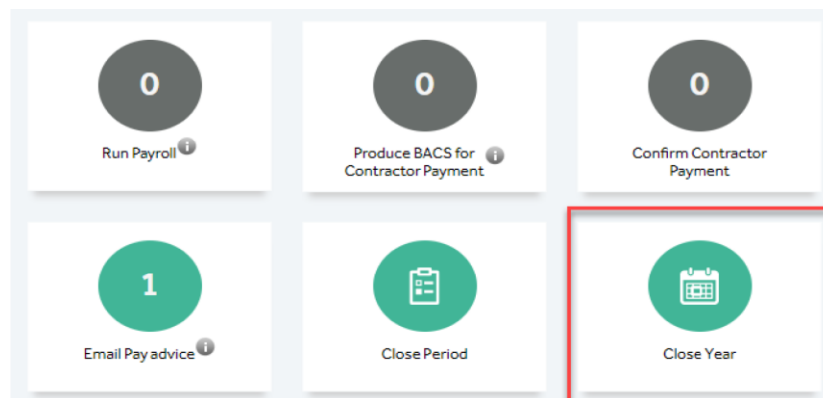 0
Run Payroll i
0
Produce BACS for i
Contractor Payment
0
Confirm Contractor
Payment
1
Email Pay advice i
Close Period
Close Year